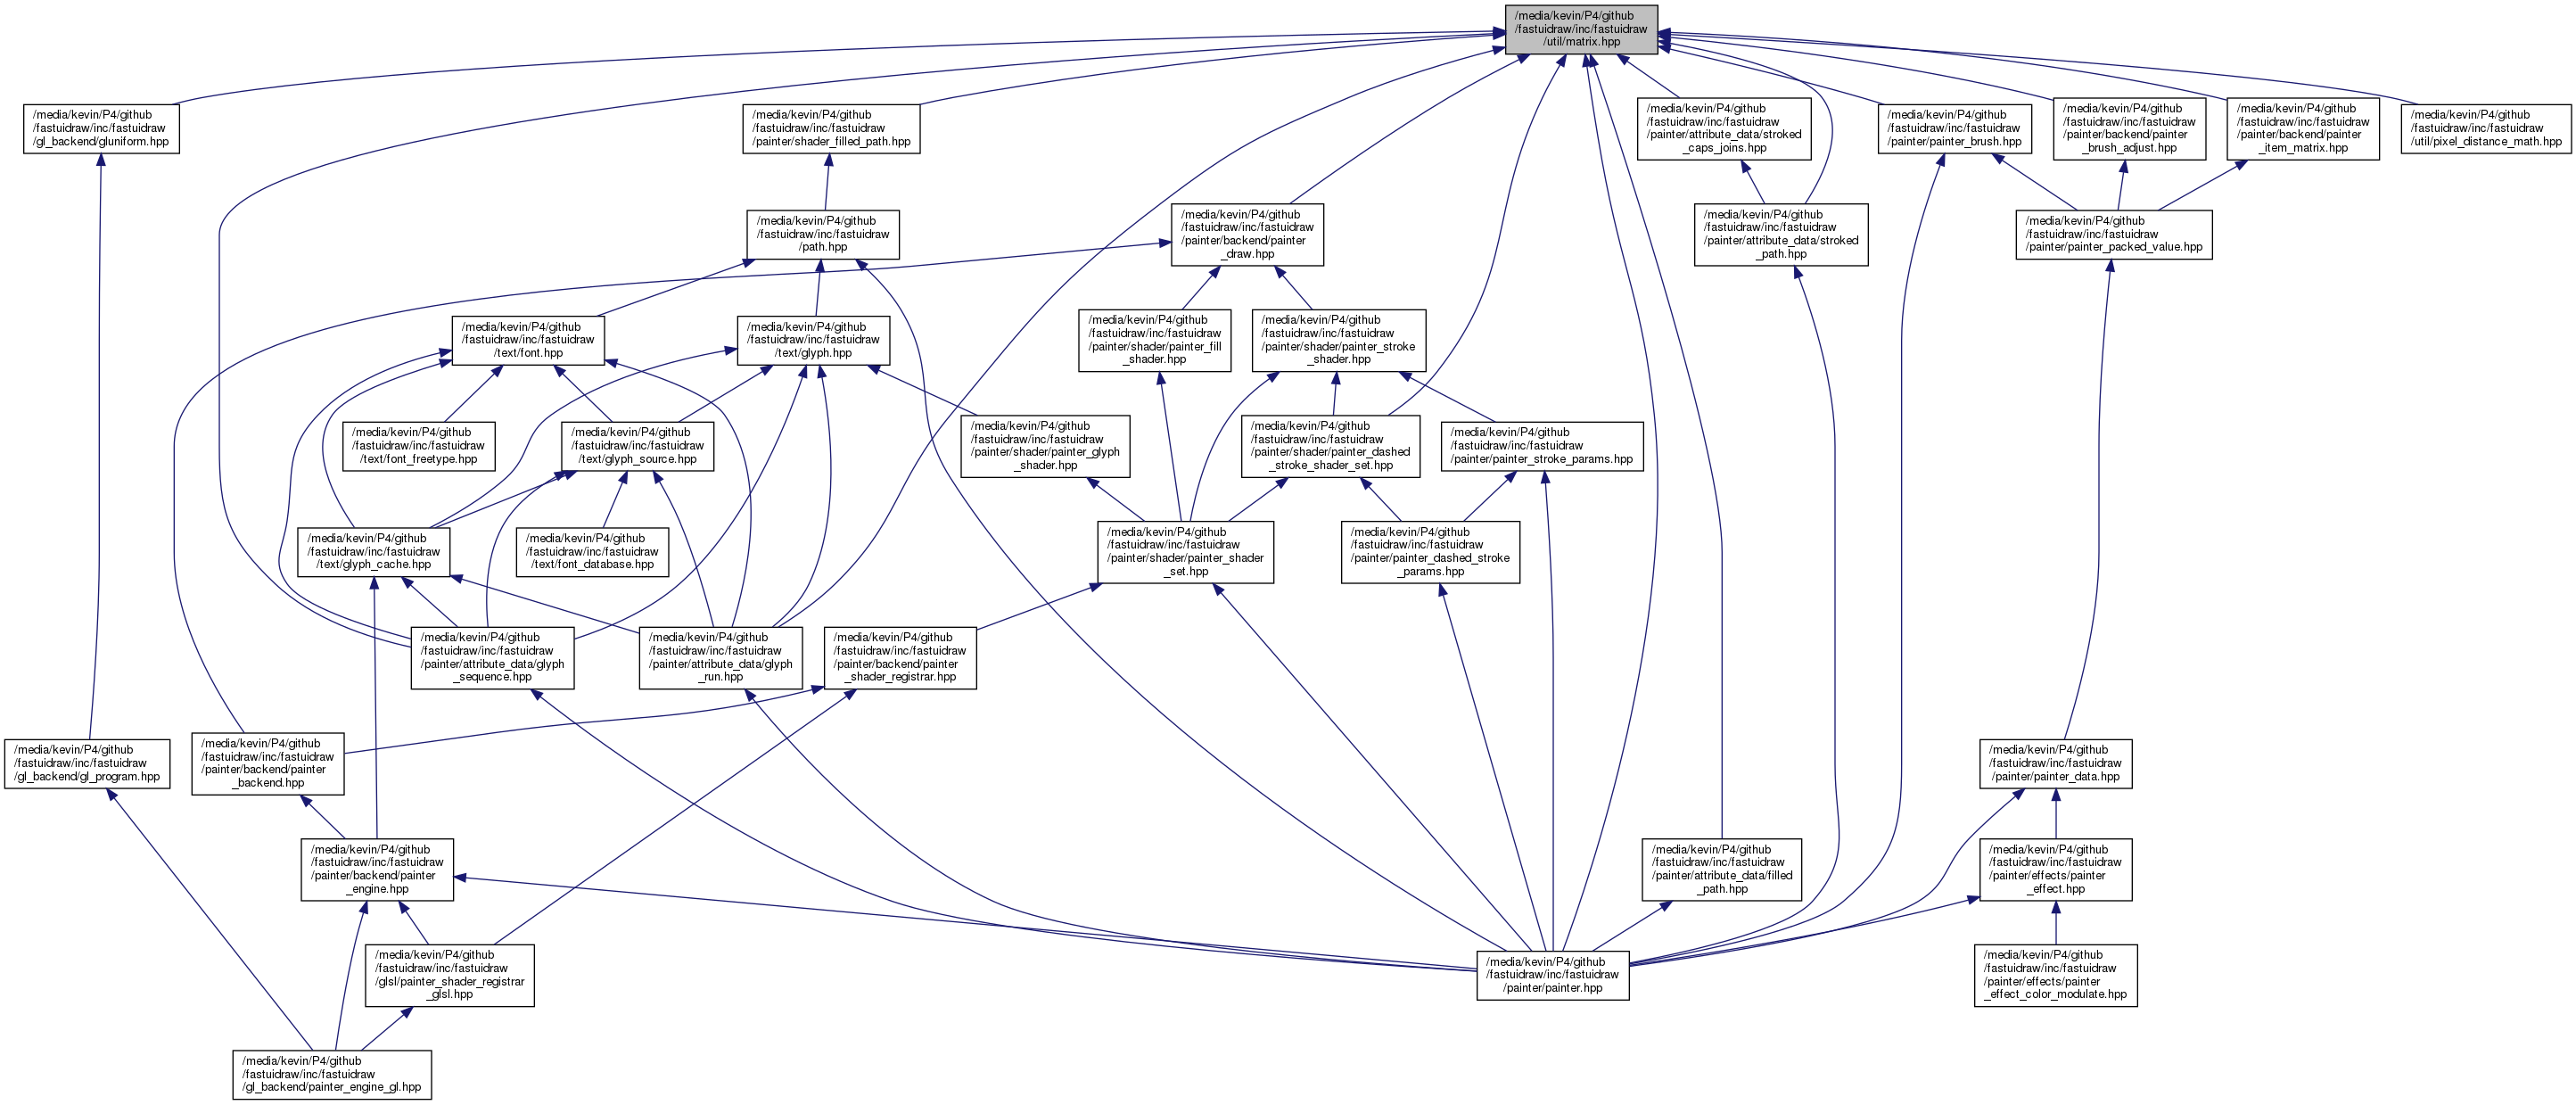 /media/kevin/P4/github
/fastuidraw/inc/fastuidraw
/util/matrix.hpp
/media/kevin/P4/github
/fastuidraw/inc/fastuidraw
/gl_backend/gluniform.hpp
/media/kevin/P4/github
/fastuidraw/inc/fastuidraw
/painter/shader_filled_path.hpp
/media/kevin/P4/github
/fastuidraw/inc/fastuidraw
/painter/attribute_data/stroked
_caps_joins.hpp
/media/kevin/P4/github
/fastuidraw/inc/fastuidraw
/painter/painter_brush.hpp
/media/kevin/P4/github
/fastuidraw/inc/fastuidraw
/painter/backend/painter
_brush_adjust.hpp
/media/kevin/P4/github
/fastuidraw/inc/fastuidraw
/painter/backend/painter
_item_matrix.hpp
/media/kevin/P4/github
/fastuidraw/inc/fastuidraw
/util/pixel_distance_math.hpp
/media/kevin/P4/github
/fastuidraw/inc/fastuidraw
/path.hpp
/media/kevin/P4/github
/fastuidraw/inc/fastuidraw
/painter/backend/painter
_draw.hpp
/media/kevin/P4/github
/fastuidraw/inc/fastuidraw
/painter/attribute_data/stroked
_path.hpp
/media/kevin/P4/github
/fastuidraw/inc/fastuidraw
/painter/painter_packed_value.hpp
/media/kevin/P4/github
/fastuidraw/inc/fastuidraw
/text/font.hpp
/media/kevin/P4/github
/fastuidraw/inc/fastuidraw
/text/glyph.hpp
/media/kevin/P4/github
/fastuidraw/inc/fastuidraw
/painter/shader/painter_fill
_shader.hpp
/media/kevin/P4/github
/fastuidraw/inc/fastuidraw
/painter/shader/painter_stroke
_shader.hpp
/media/kevin/P4/github
/fastuidraw/inc/fastuidraw
/text/font_freetype.hpp
/media/kevin/P4/github
/fastuidraw/inc/fastuidraw
/text/glyph_source.hpp
/media/kevin/P4/github
/fastuidraw/inc/fastuidraw
/painter/shader/painter_glyph
_shader.hpp
/media/kevin/P4/github
/fastuidraw/inc/fastuidraw
/painter/shader/painter_dashed
_stroke_shader_set.hpp
/media/kevin/P4/github
/fastuidraw/inc/fastuidraw
/painter/painter_stroke_params.hpp
/media/kevin/P4/github
/fastuidraw/inc/fastuidraw
/text/glyph_cache.hpp
/media/kevin/P4/github
/fastuidraw/inc/fastuidraw
/text/font_database.hpp
/media/kevin/P4/github
/fastuidraw/inc/fastuidraw
/painter/shader/painter_shader
_set.hpp
/media/kevin/P4/github
/fastuidraw/inc/fastuidraw
/painter/painter_dashed_stroke
_params.hpp
/media/kevin/P4/github
/fastuidraw/inc/fastuidraw
/painter/attribute_data/glyph
_sequence.hpp
/media/kevin/P4/github
/fastuidraw/inc/fastuidraw
/painter/attribute_data/glyph
_run.hpp
/media/kevin/P4/github
/fastuidraw/inc/fastuidraw
/painter/backend/painter
_shader_registrar.hpp
/media/kevin/P4/github
/fastuidraw/inc/fastuidraw
/gl_backend/gl_program.hpp
/media/kevin/P4/github
/fastuidraw/inc/fastuidraw
/painter/backend/painter
_backend.hpp
/media/kevin/P4/github
/fastuidraw/inc/fastuidraw
/painter/painter_data.hpp
/media/kevin/P4/github
/fastuidraw/inc/fastuidraw
/painter/backend/painter
_engine.hpp
/media/kevin/P4/github
/fastuidraw/inc/fastuidraw
/painter/attribute_data/filled
_path.hpp
/media/kevin/P4/github
/fastuidraw/inc/fastuidraw
/painter/effects/painter
_effect.hpp
/media/kevin/P4/github
/fastuidraw/inc/fastuidraw
/glsl/painter_shader_registrar
_glsl.hpp
/media/kevin/P4/github
/fastuidraw/inc/fastuidraw
/painter/painter.hpp
/media/kevin/P4/github
/fastuidraw/inc/fastuidraw
/painter/effects/painter
_effect_color_modulate.hpp
/media/kevin/P4/github
/fastuidraw/inc/fastuidraw
/gl_backend/painter_engine_gl.hpp